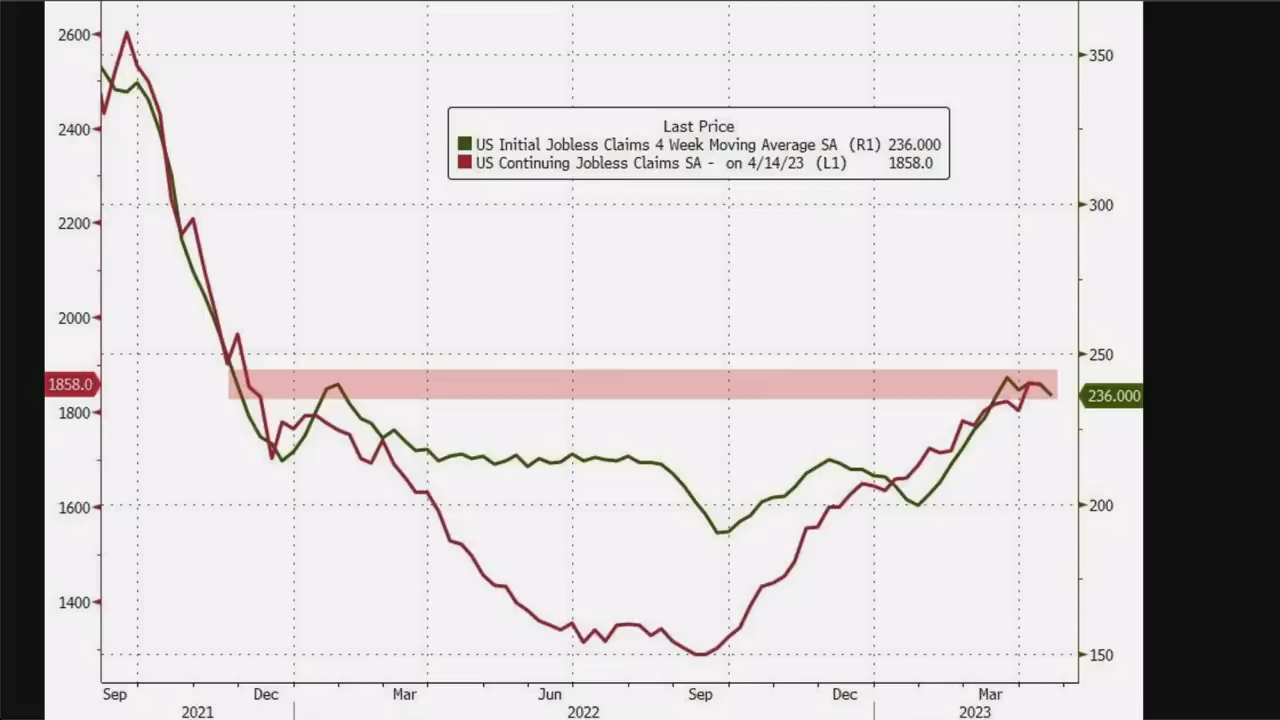 2600
2400
2200
2000
1858.0
1800
1600
1400
350
300
250
236.000
200
150
Last Price
US Initial Jobless Claims 4 Week Moving Average SA (R1) 236.000
US Continuing Jobless Claims SA - on 4/14/23 (L1) 1858.0
Sep Dec Mar Jun Sep Dec Mar
2021 2022 2023